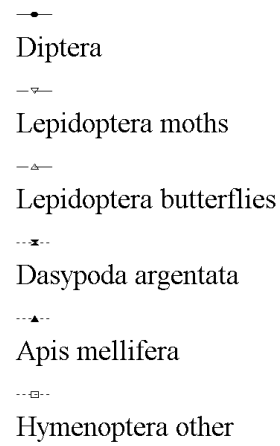 Diptera
Lepidoptera moths
Lepidoptera butterflies
Dasypoda argentata
Apis mellifera
Hymenoptera other